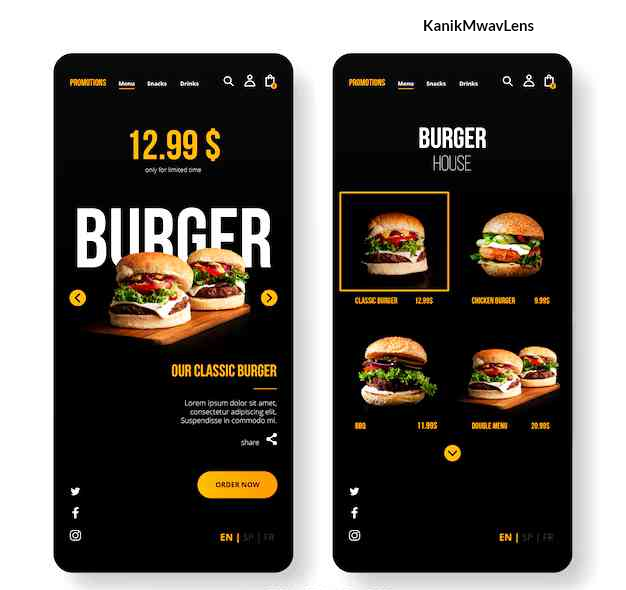 KanikMwavLens
PROMOTIONS Menu Snacks Drinks
12.99 $
only for limited time
BURGER
OUR CLASSIC BURGER
Lorem ipsum dolor sit amet,
consectetur adipiscing elit.
Suspendisse in commodo mi.
share
ORDER NOW
EN | SP | FR
PROMOTIONS Menu Snacks Drinks
BURGER
HOUSE
CLASSIC BURGER 12.99$
CHICKEN BURGER 9.99$
BBQ 11.99$
DOUBLE MENU 20.99$
EN | SP | FR